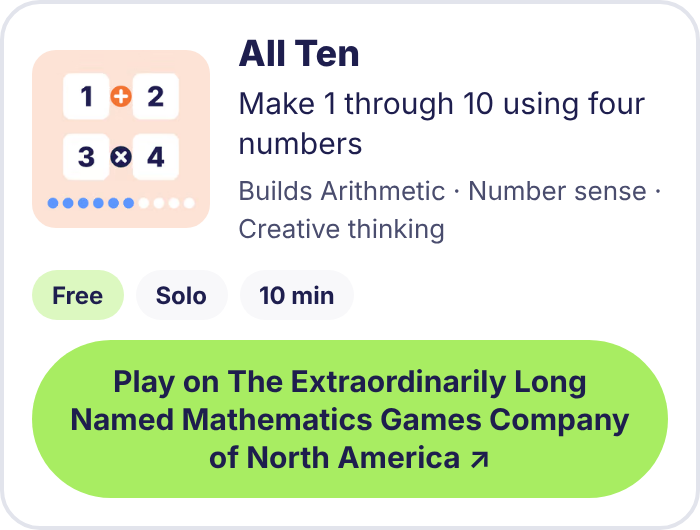 All Ten
Make 1 through 10 using four
numbers
Builds Arithmetic · Number sense ·
Creative thinking
1 + 2
3 × 4
Free Solo 10 min
Play on The Extraordinarily Long
Named Mathematics Games Company
of North America ↗